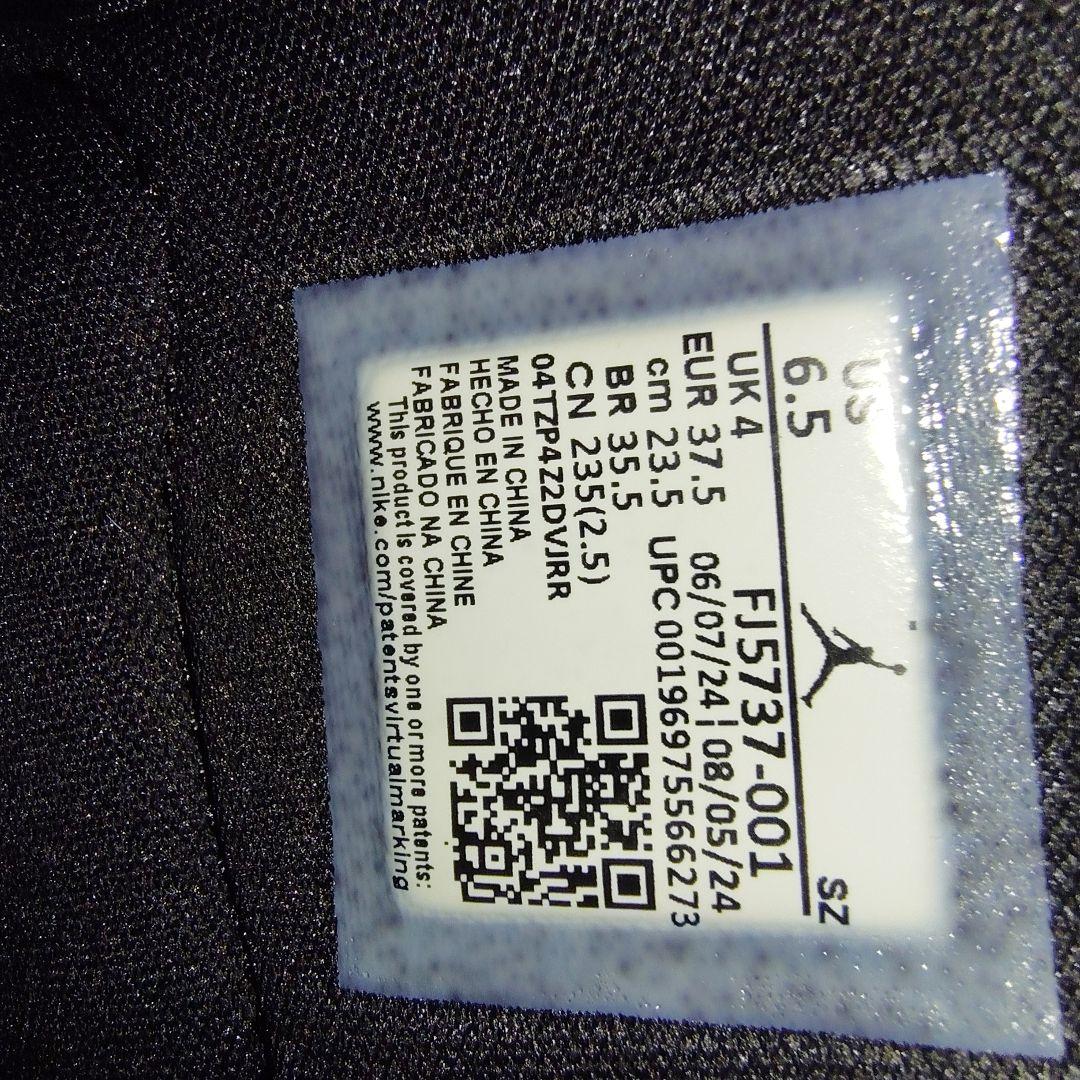 US
6.5
SZ
UK 4
FJ5737-001
EUR 37.5
06/07/24 | 08/05/24
cm 23.5
UPC 00196975566273
BR 35.5
CN 235(2.5)
04TZP4Z2DVJRR
MADE IN CHINA
HECHO EN CHINA
FABRIQUE EN CHINE
FABRICADO NA CHINA
This product is covered by one or more patents:
www.nike.com/patentsvirtualmarking